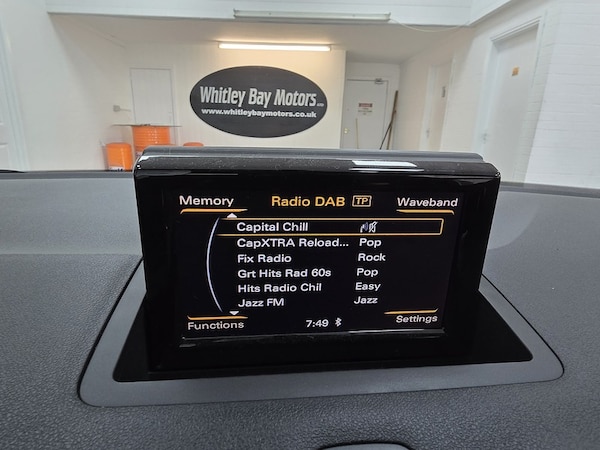 Whitley Bay Motors.com
www.whitleybaymotors.co.uk
Memory
Radio DAB TP
Waveband
Capital Chill
CapXTRA Reload... Pop
Fix Radio Rock
Grt Hits Rad 60s Pop
Hits Radio Chil Easy
Jazz FM Jazz
Functions
7:49
Settings